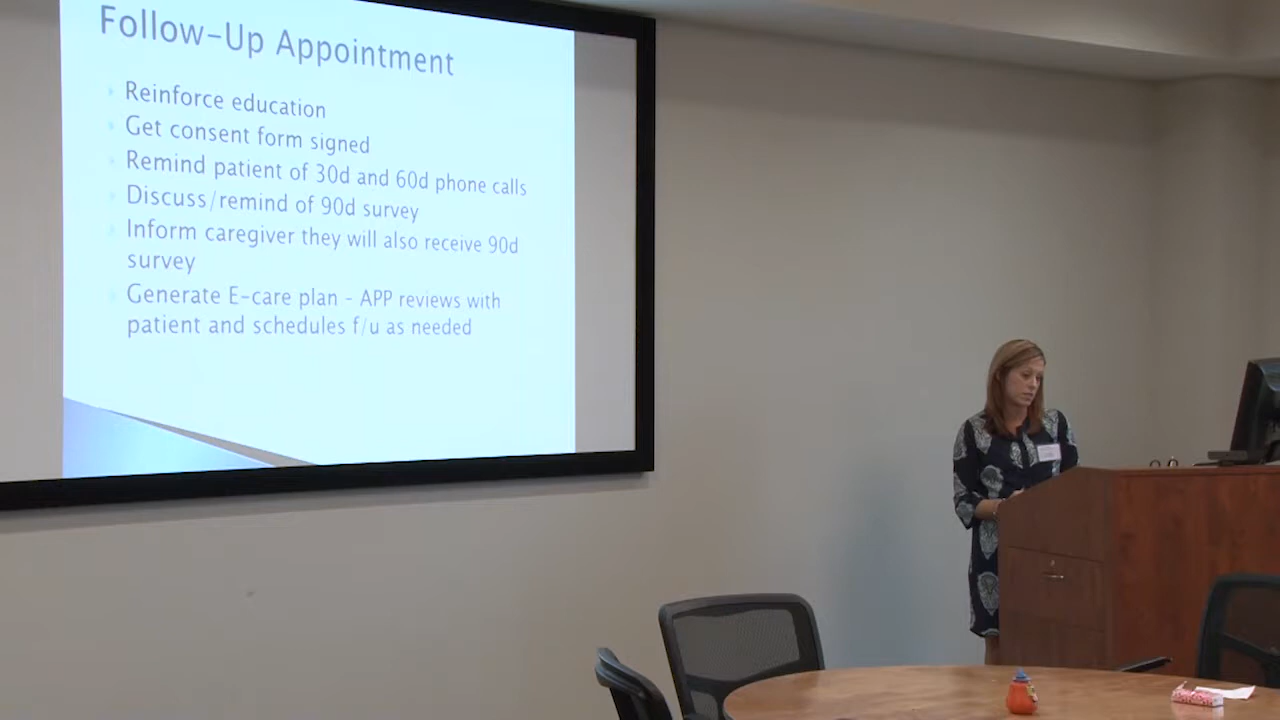 Follow-Up Appointment
Reinforce education
Get consent form signed
Remind patient of 30d and 60d phone calls
Discuss/remind of 90d survey
Inform caregiver they will also receive 90d
survey
Generate E-care plan - APP reviews with
patient and schedules f/u as needed